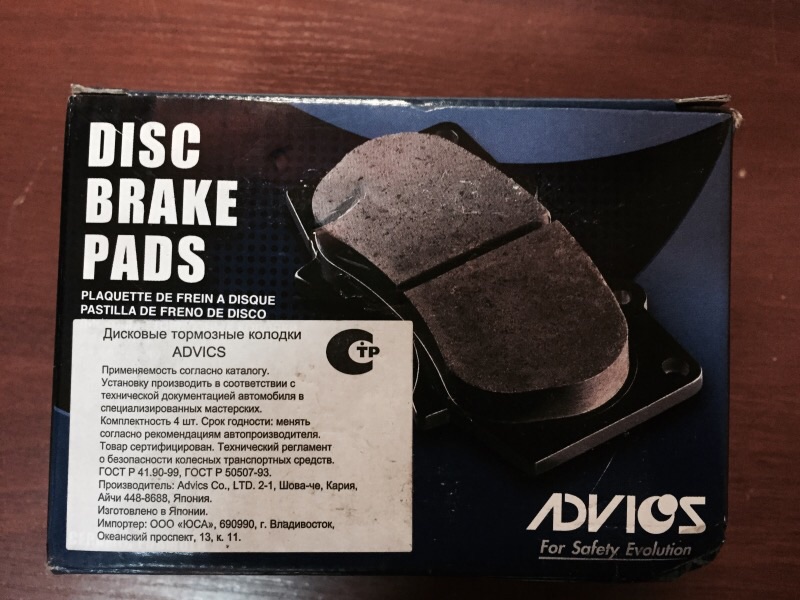 DISC
BRAKE
PADS
PLAQUETTE DE FREIN A DISQUE
PASTILLA DE FRENO DE DISCO
Дисковые тормозные колодки
ADVICS
СТР
Применяемость согласно каталогу.
Установку производить в соответствии с
технической документацией автомобиля в
специализированных мастерских.
Комплектность 4 шт. Срок годности: менять
согласно рекомендациям автопроизводителя.
Товар сертифицирован. Технический регламент
о безопасности колесных транспортных средств.
ГОСТ Р 41.90-99, ГОСТ Р 50507-93.
Производитель: Advics Co., LTD. 2-1, Шова-че, Кария,
Айчи 448-8688, Япония.
Изготовлено в Японии.
Импортер: ООО «ЮСА», 690990, г. Владивосток,
Океанский проспект, 13, к. 11.
ADVICS
For Safety Evolution